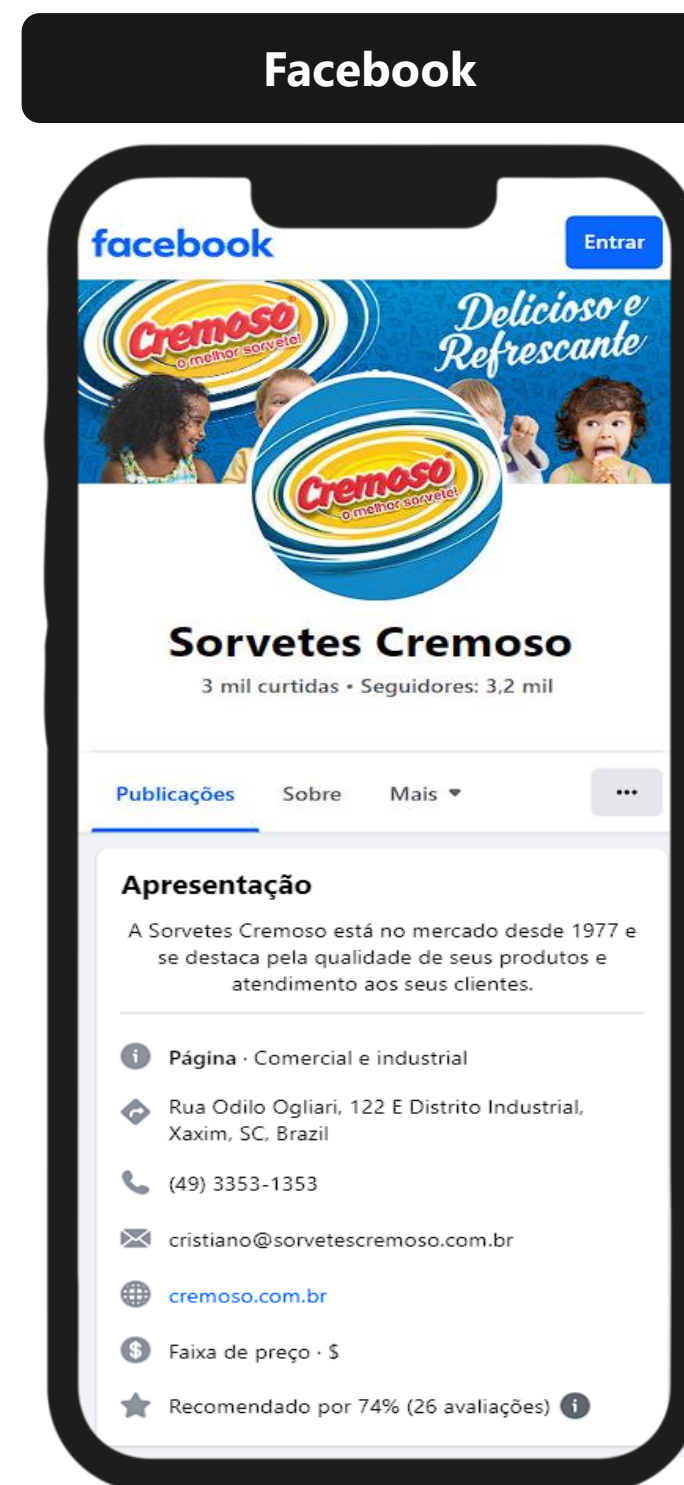 Facebook
facebook
Entrar
Cremoso
o melhor sorvete!
Delicioso e
Refrescante
Cremoso
o melhor sorvete!
Sorvetes Cremoso
3 mil curtidas • Seguidores: 3,2 mil
Publicações Sobre Mais
Apresentação
A Sorvetes Cremoso está no mercado desde 1977 e
se destaca pela qualidade de seus produtos e
atendimento aos seus clientes.
Página · Comercial e industrial
Rua Odilo Ogliari, 122 E Distrito Industrial,
Xaxim, SC, Brazil
(49) 3353-1353
cristiano@sorvetescremoso.com.br
cremoso.com.br
Faixa de preço · $
Recomendado por 74% (26 avaliações)